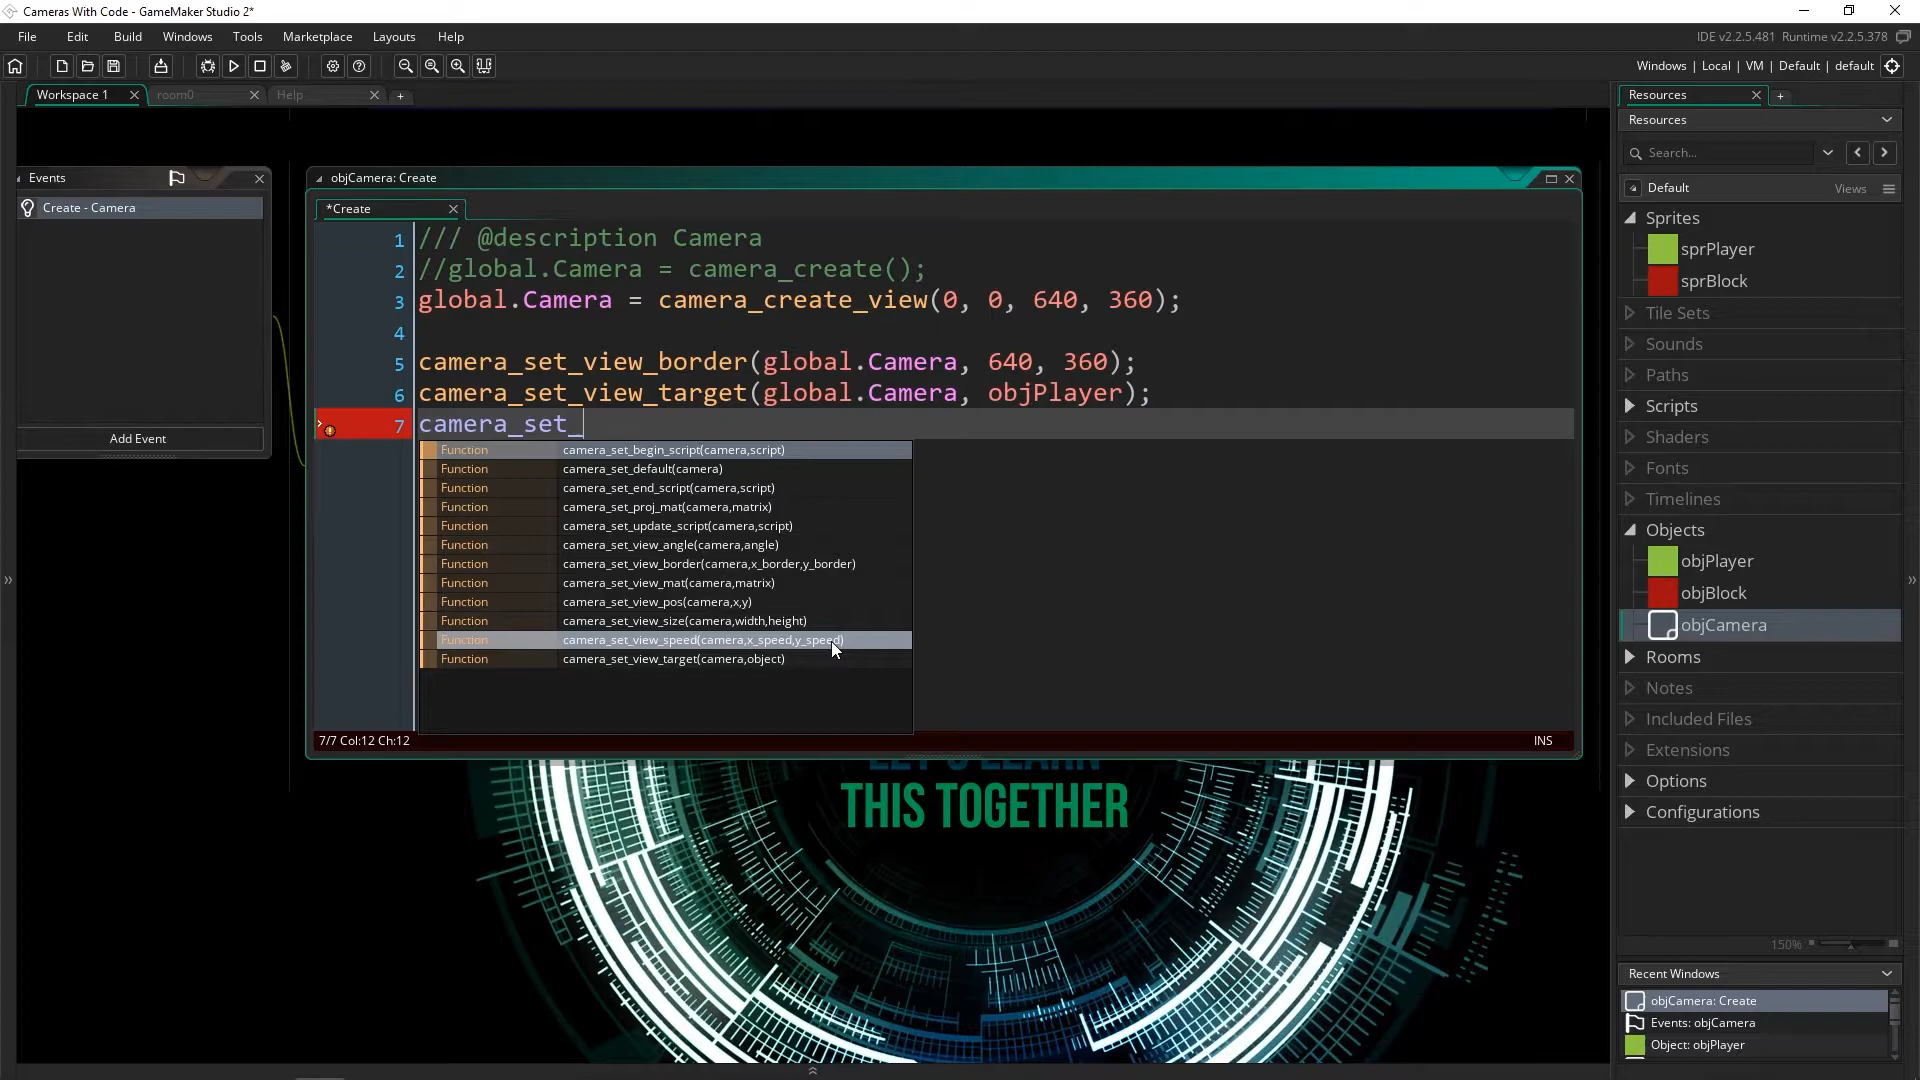 Cameras With Code - GameMaker Studio 2*
File Edit Build Windows Tools Marketplace Layouts Help
IDE v2.2.5.481 Runtime v2.2.5.378
Windows | Local | VM | Default | default
Workspace 1
room0
Help
+
Resources
+
Resources
Search...
Default
Views
Sprites
sprPlayer
sprBlock
Tile Sets
Sounds
Paths
Scripts
Shaders
Fonts
Timelines
Objects
objPlayer
objBlock
objCamera
Rooms
Notes
Included Files
Extensions
Options
Configurations
150%
Recent Windows
objCamera: Create
Events: objCamera
Object: objPlayer
Events
Create - Camera
Add Event
objCamera: Create
*Create
1 /// @description Camera
2 //global.Camera = camera_create();
3 global.Camera = camera_create_view(0, 0, 640, 360);
4
5 camera_set_view_border(global.Camera, 640, 360);
6 camera_set_view_target(global.Camera, objPlayer);
7 camera_set_
Function camera_set_begin_script(camera,script)
Function camera_set_default(camera)
Function camera_set_end_script(camera,script)
Function camera_set_proj_mat(camera,matrix)
Function camera_set_update_script(camera,script)
Function camera_set_view_angle(camera,angle)
Function camera_set_view_border(camera,x_border,y_border)
Function camera_set_view_mat(camera,matrix)
Function camera_set_view_pos(camera,x,y)
Function camera_set_view_size(camera,width,height)
Function camera_set_view_speed(camera,x_speed,y_speed)
Function camera_set_view_target(camera,object)
7/7 Col:12 Ch:12
INS
LET'S LEARN
THIS TOGETHER